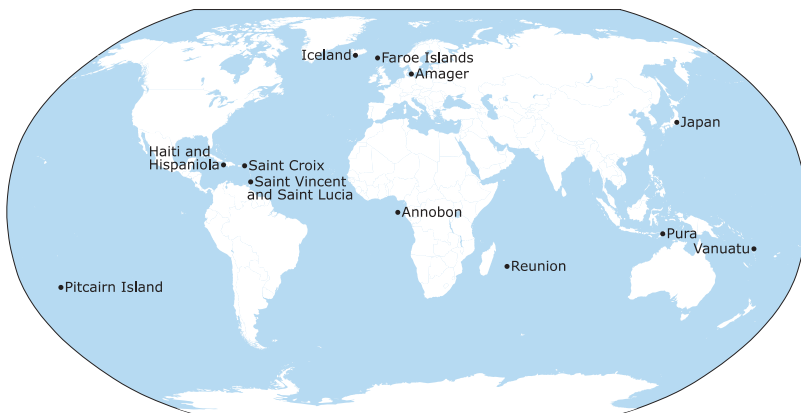 Iceland
Faroe Islands
Amager
Japan
Haiti and
Hispaniola
Saint Croix
Saint Vincent
and Saint Lucia
Annobon
Pura
Vanuatu
Reunion
Pitcairn Island